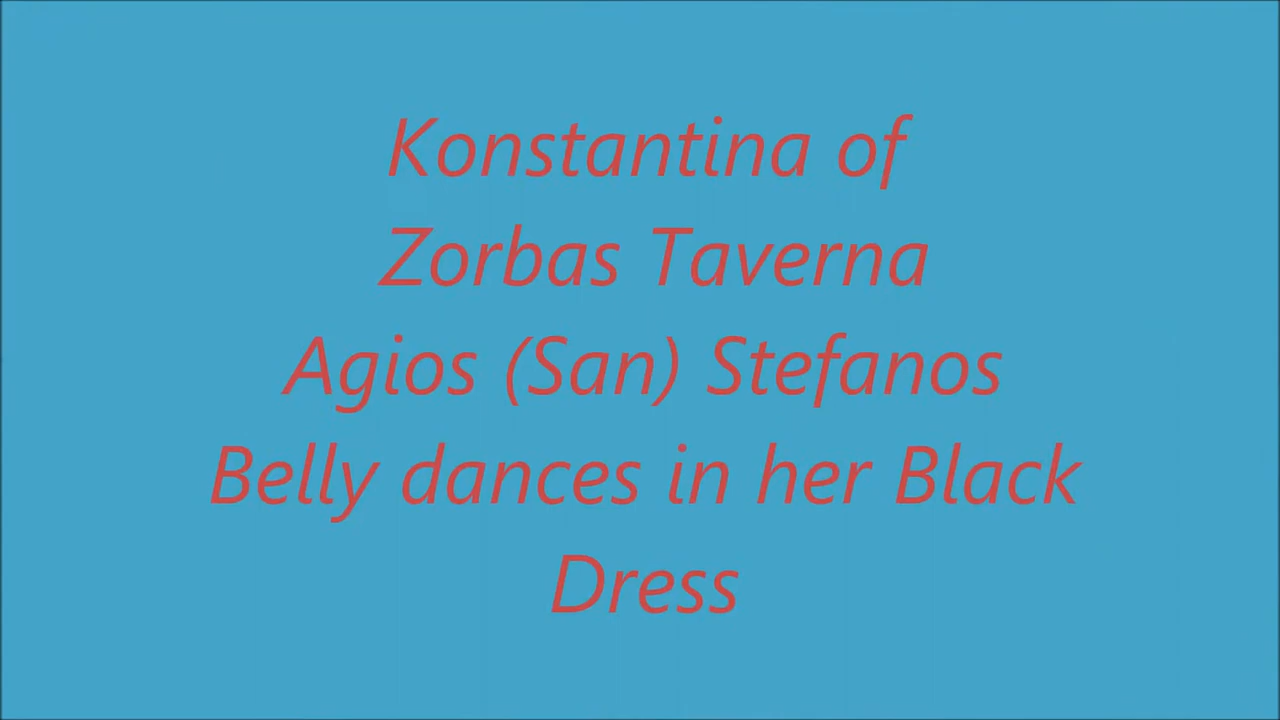 Konstantina of
Zorbas Taverna
Agios (San) Stefanos
Belly dances in her Black
Dress